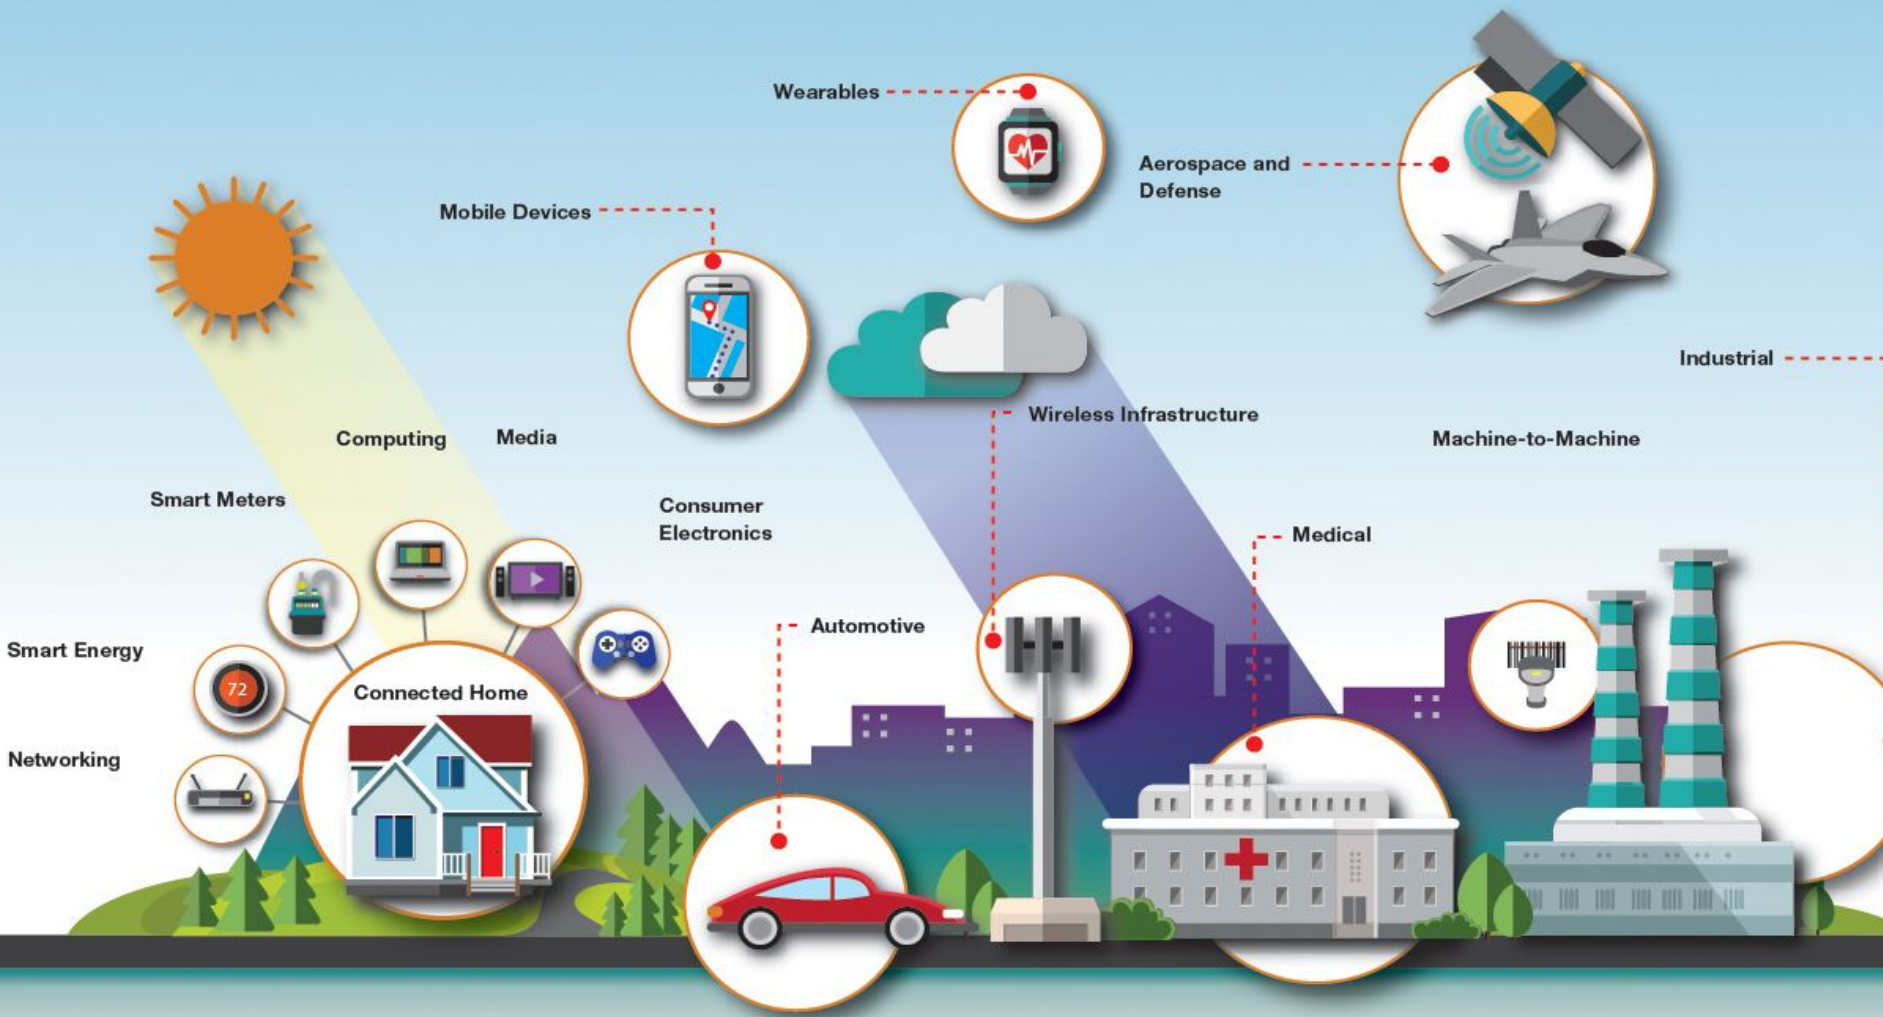 Wearables
Aerospace and
Defense
Mobile Devices
Industrial
Wireless Infrastructure
Computing
Media
Machine-to-Machine
Smart Meters
Consumer
Electronics
Medical
Automotive
Smart Energy
72
Connected Home
Networking